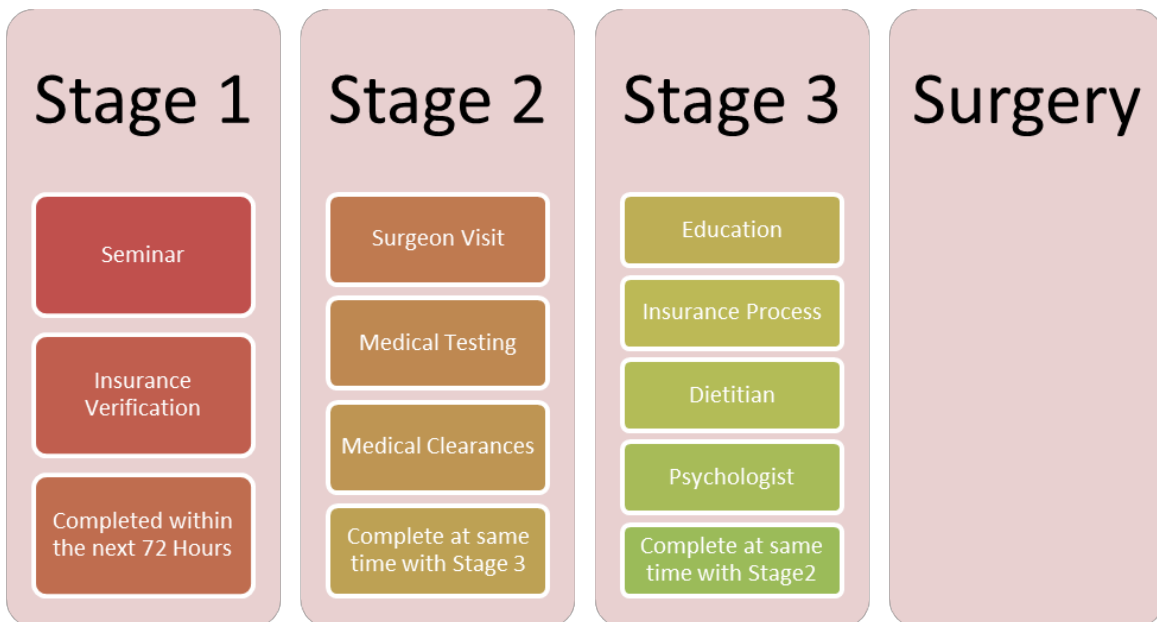 Stage 1
Seminar
Insurance
Verification
Completed within
the next 72 Hours
Stage 2
Surgeon Visit
Medical Testing
Medical Clearances
Complete at same
time with Stage 3
Stage 3
Education
Insurance Process
Dietitian
Psychologist
Complete at same
time with Stage2
Surgery